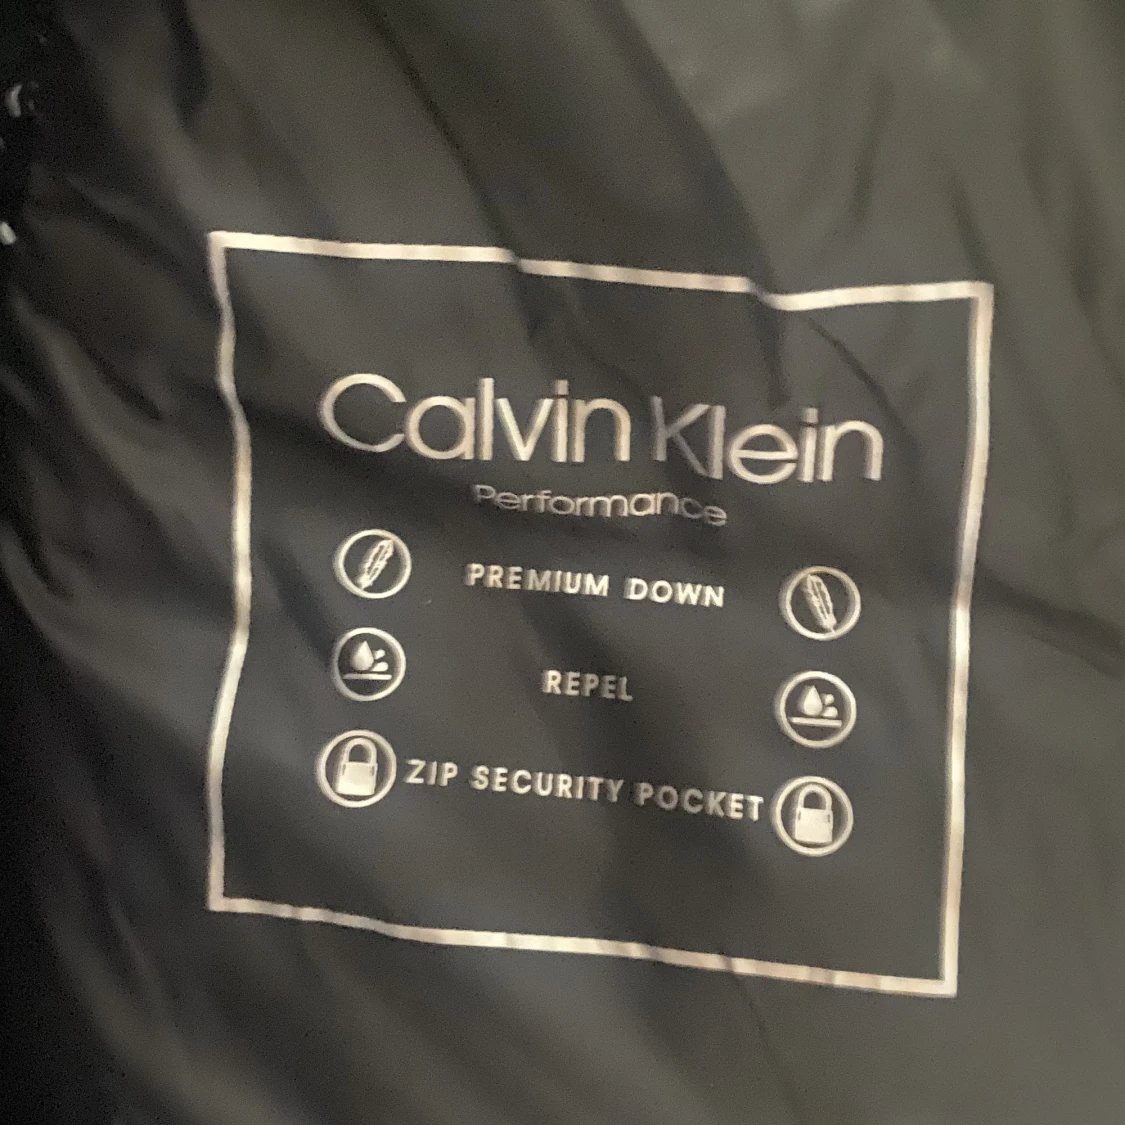 Calvin Klein
Performance
PREMIUM DOWN
REPEL
ZIP SECURITY POCKET